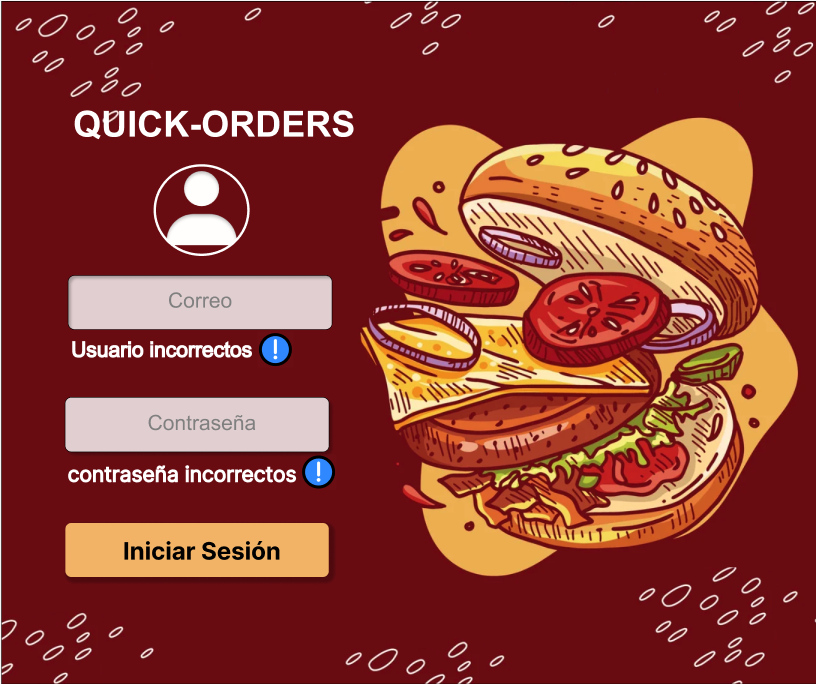 QUICK-ORDERS
Correo
Usuario incorrectos !
Contraseña
contraseña incorrectos !
Iniciar Sesión